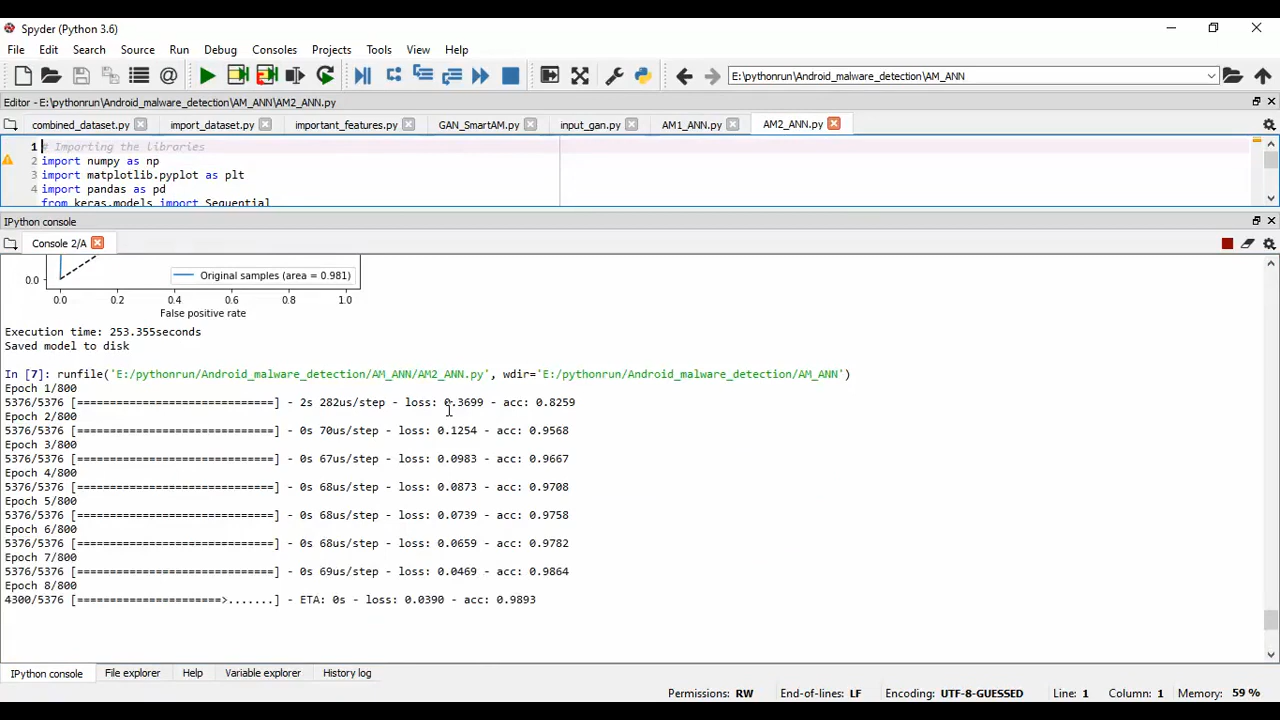 Spyder (Python 3.6)
File Edit Search Source Run Debug Consoles Projects Tools View Help
E:\pythonrun\Android_malware_detection\AM_ANN
Editor - E:\pythonrun\Android_malware_detection\AM_ANN\AM2_ANN.py
combined_dataset.py import_dataset.py important_features.py GAN_SmartAM.py input_gan.py AM1_ANN.py AM2_ANN.py
1 # Importing the libraries
2 import numpy as np
3 import matplotlib.pyplot as plt
4 import pandas as pd
from keras.models import Sequential
IPython console
Console 2/A
0.0 Original samples (area = 0.981)
0.0 0.2 0.4 0.6 0.8 1.0
False positive rate
Execution time: 253.355seconds
Saved model to disk
In [7]: runfile('E:/pythonrun/Android_malware_detection/AM_ANN/AM2_ANN.py', wdir='E:/pythonrun/Android_malware_detection/AM_ANN')
Epoch 1/800
5376/5376 [==============================] - 2s 282us/step - loss: 0.3699 - acc: 0.8259
Epoch 2/800
5376/5376 [==============================] - 0s 70us/step - loss: 0.1254 - acc: 0.9568
Epoch 3/800
5376/5376 [==============================] - 0s 67us/step - loss: 0.0983 - acc: 0.9667
Epoch 4/800
5376/5376 [==============================] - 0s 68us/step - loss: 0.0873 - acc: 0.9708
Epoch 5/800
5376/5376 [==============================] - 0s 68us/step - loss: 0.0739 - acc: 0.9758
Epoch 6/800
5376/5376 [==============================] - 0s 68us/step - loss: 0.0659 - acc: 0.9782
Epoch 7/800
5376/5376 [==============================] - 0s 69us/step - loss: 0.0469 - acc: 0.9864
Epoch 8/800
4300/5376 [======================>.......] - ETA: 0s - loss: 0.0390 - acc: 0.9893
IPython console File explorer Help Variable explorer History log
Permissions: RW End-of-lines: LF Encoding: UTF-8-GUESSED Line: 1 Column: 1 Memory: 59 %